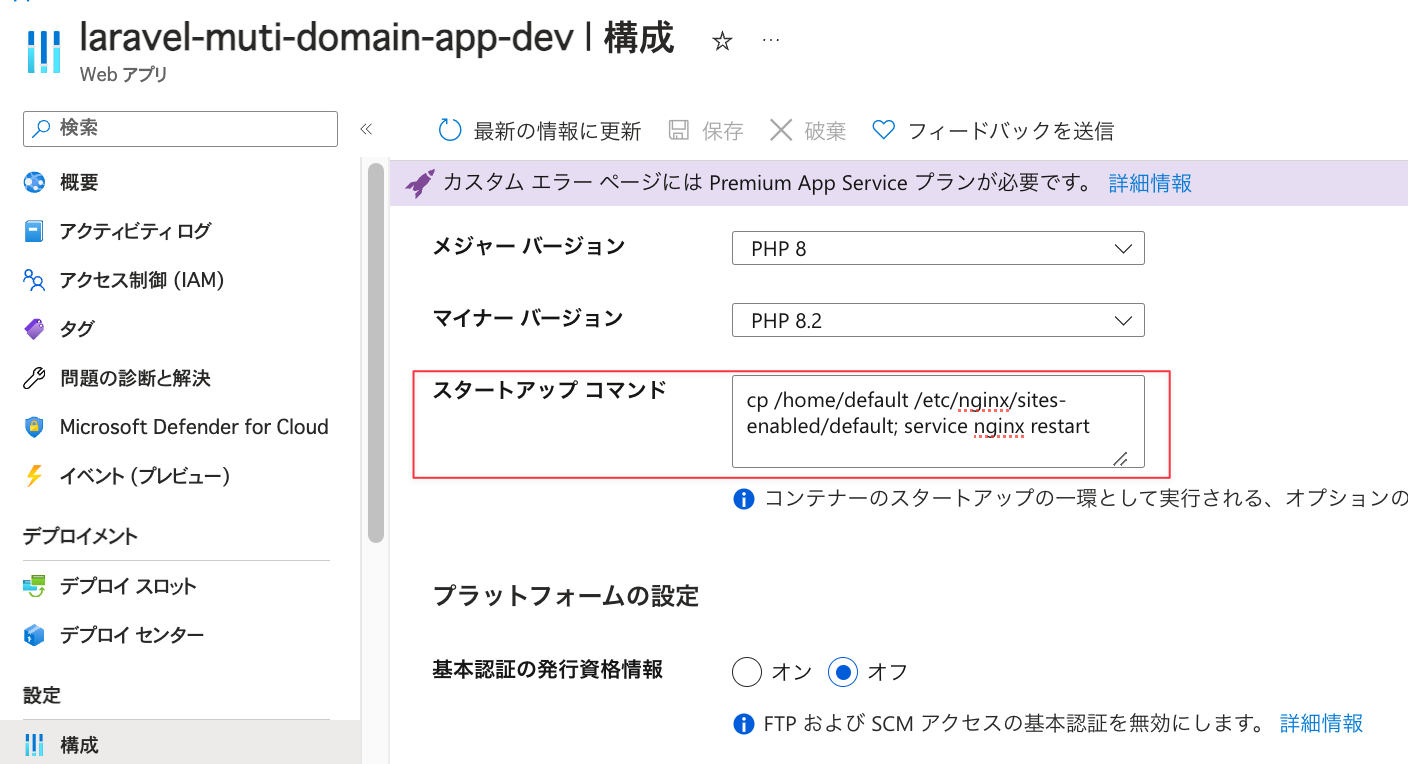 laravel-muti-domain-app-dev | 構成
Web アプリ
検索
最新の情報に更新 保存 破棄 フィードバックを送信
概要
アクティビティ ログ
アクセス制御 (IAM)
タグ
問題の診断と解決
Microsoft Defender for Cloud
イベント (プレビュー)
デプロイメント
デプロイ スロット
デプロイ センター
設定
構成
カスタム エラー ページには Premium App Service プランが必要です。 詳細情報
メジャー バージョン PHP 8
マイナー バージョン PHP 8.2
スタートアップ コマンド
cp /home/default /etc/nginx/sites-
enabled/default; service nginx restart
コンテナーのスタートアップの一環として実行される、オプションの
プラットフォームの設定
基本認証の発行資格情報 オン オフ
FTP および SCM アクセスの基本認証を無効にします。 詳細情報